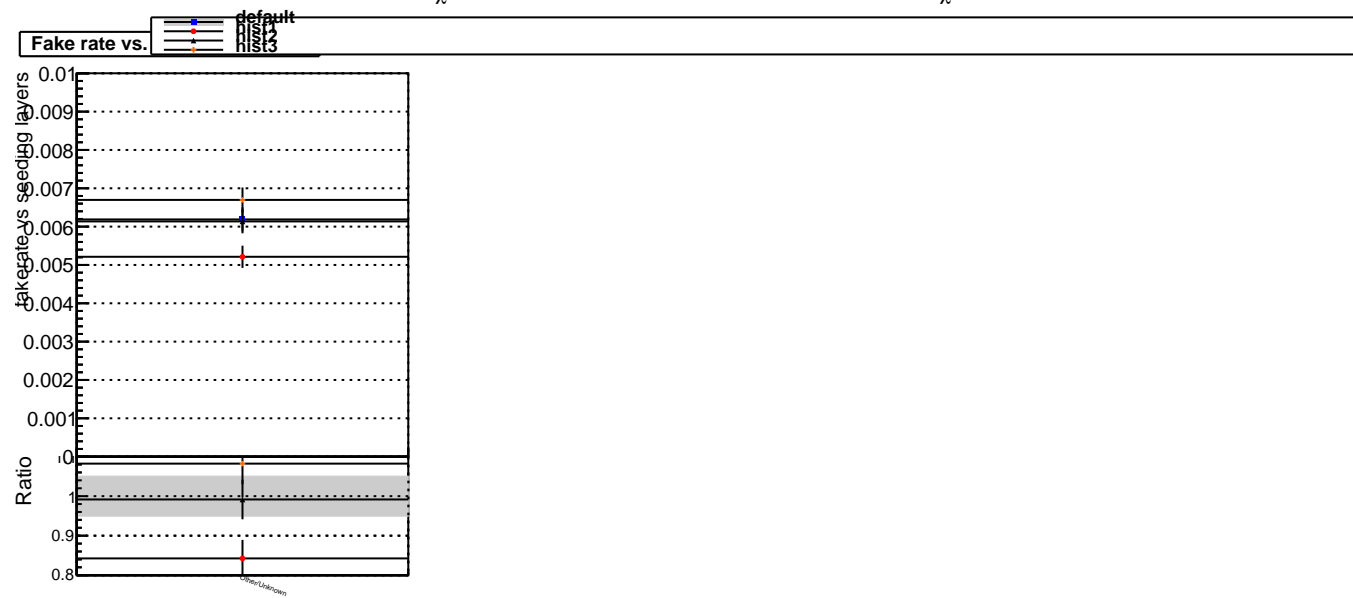 %
%
default
hist1
hist2
hist3
Fake rate vs.
fakerate vs seeding layers
0.01
0.009
0.008
0.007
0.006
0.005
0.004
0.003
0.002
0.001
0
Ratio
1
0.9
0.8
Other/Unknown